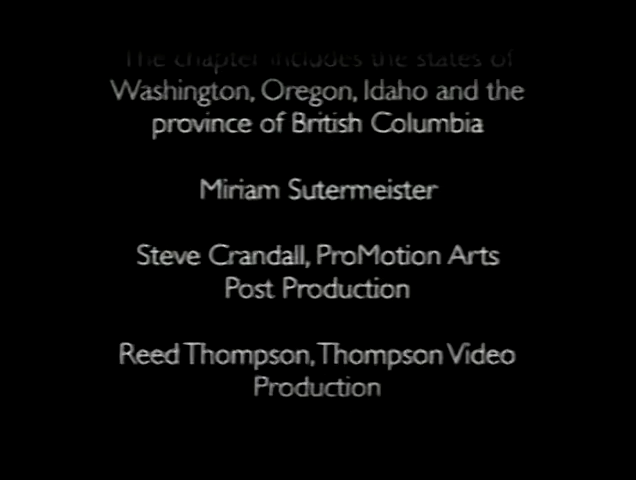 The chapter includes the states of
Washington, Oregon, Idaho and the
province of British Columbia
Miriam Sutermeister
Steve Crandall, ProMotion Arts
Post Production
Reed Thompson, Thompson Video
Production